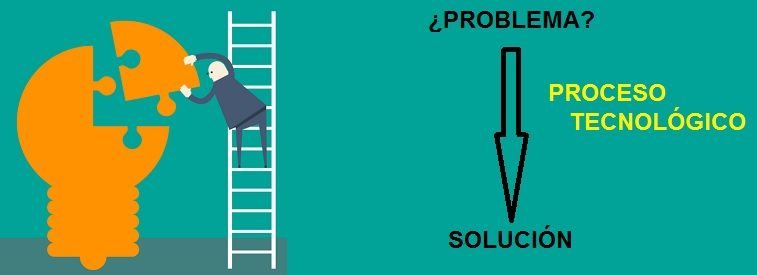 ¿PROBLEMA?
PROCESO
TECNOLÓGICO
SOLUCIÓN